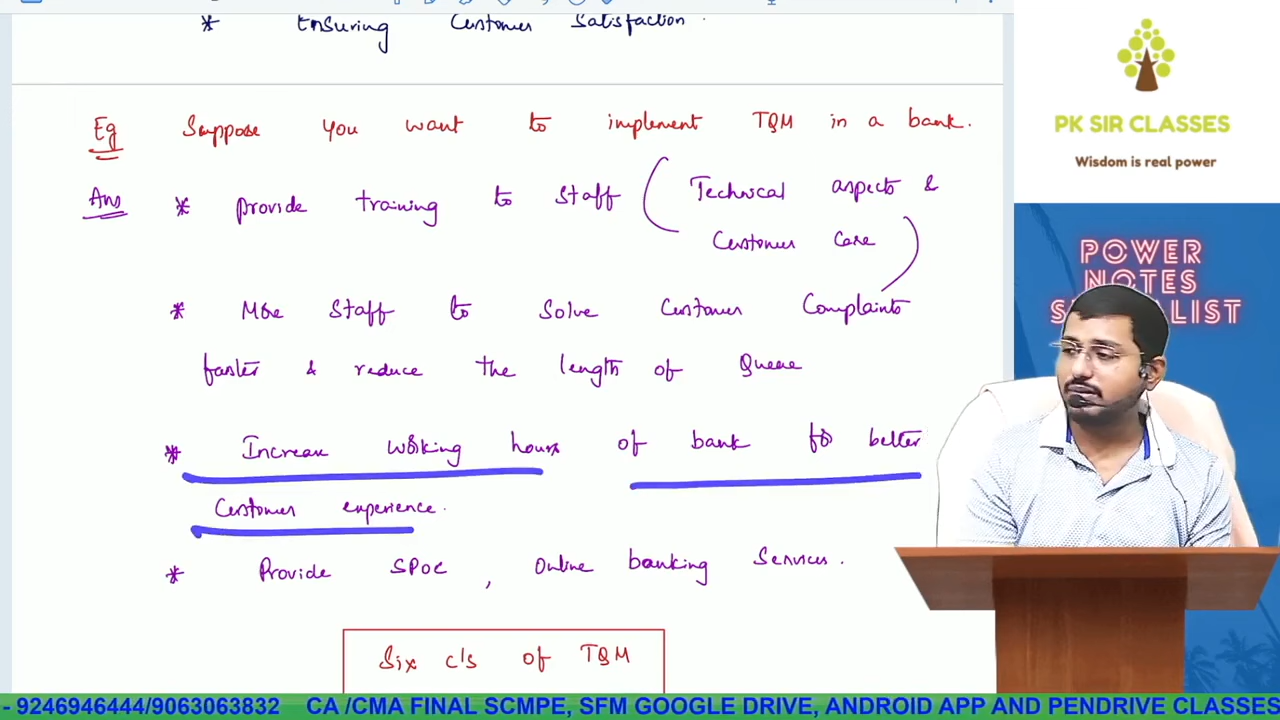 * Ensuring Customer Satisfaction.
Eg Suppose you want to implement TQM in a bank.
Ans * Provide training to Staff (Technical aspects &
Customer Care)
* More Staff to Solve Customer Complaints
faster & reduce the length of Queue
* Increase working hours of bank for better
Customer experience.
* Provide SPOC, Online banking Services.
Six C's of TQM
PK SIR CLASSES
Wisdom is real power
POWER
NOTES
- 9246946444/9063063832 CA /CMA FINAL SCMPE, SFM GOOGLE DRIVE, ANDROID APP AND PENDRIVE CLASSES